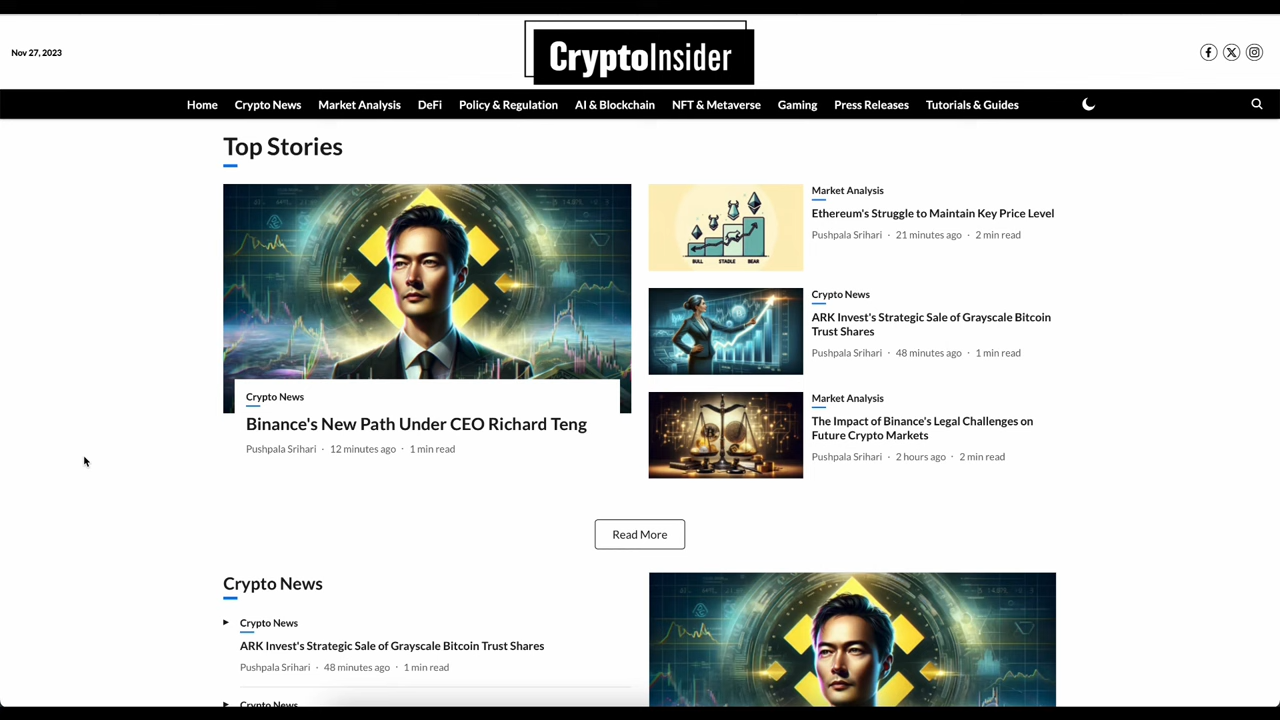 Nov 27, 2023
CryptoInsider
Home Crypto News Market Analysis DeFi Policy & Regulation AI & Blockchain NFT & Metaverse Gaming Press Releases Tutorials & Guides
Top Stories
Crypto News
Binance's New Path Under CEO Richard Teng
Pushpala Srihari · 12 minutes ago · 1 min read
BULL STADLE BEAR
Market Analysis
Ethereum's Struggle to Maintain Key Price Level
Pushpala Srihari · 21 minutes ago · 2 min read
Crypto News
ARK Invest's Strategic Sale of Grayscale Bitcoin
Trust Shares
Pushpala Srihari · 48 minutes ago · 1 min read
Market Analysis
The Impact of Binance's Legal Challenges on
Future Crypto Markets
Pushpala Srihari · 2 hours ago · 2 min read
Read More
Crypto News
Crypto News
ARK Invest's Strategic Sale of Grayscale Bitcoin Trust Shares
Pushpala Srihari · 48 minutes ago · 1 min read
Crypto News